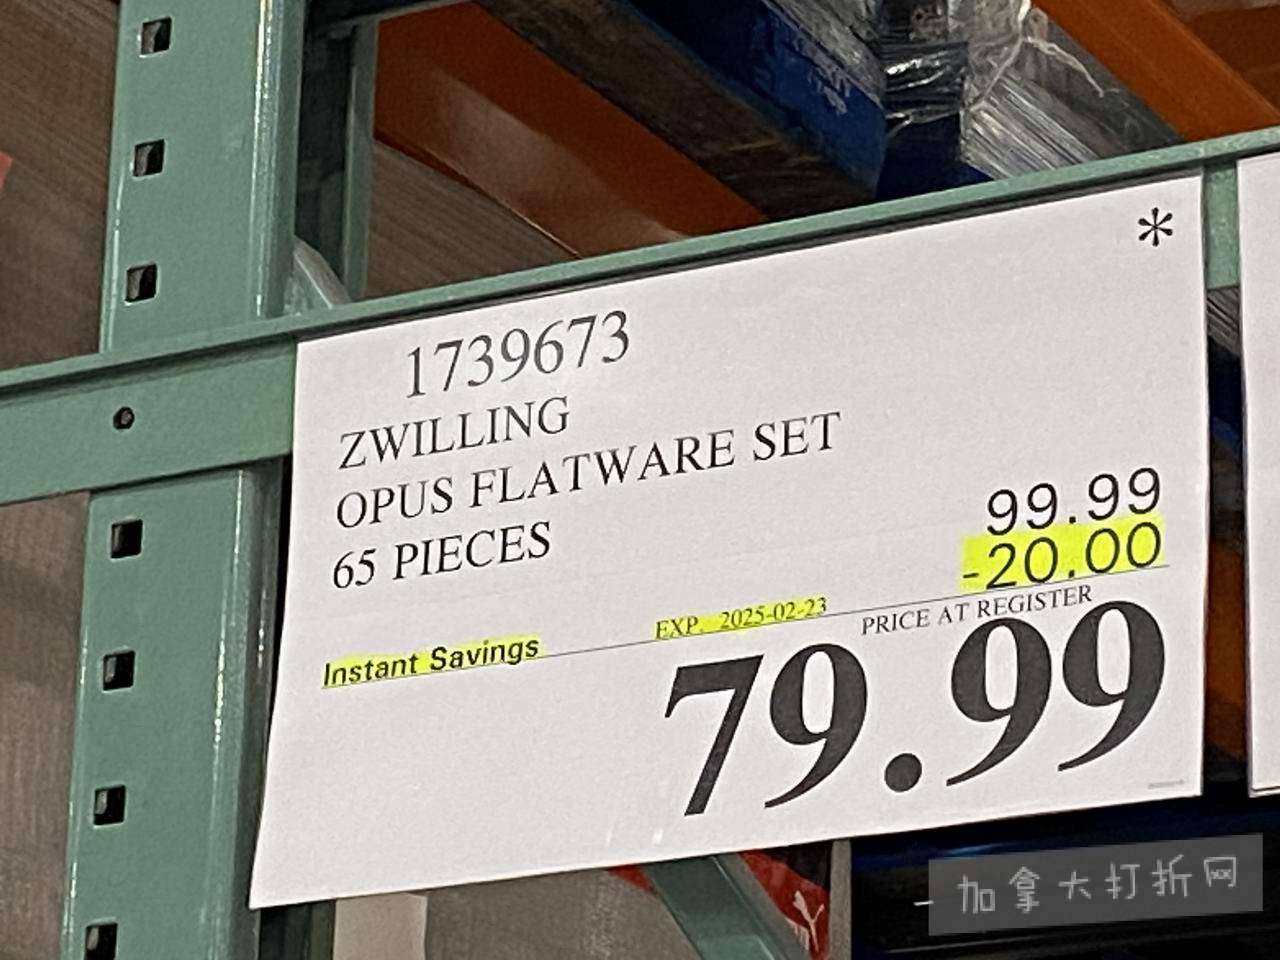 *
1739673
ZWILLING
OPUS FLATWARE SET
65 PIECES
99.99
-20.00
Instant Savings
EXP. 2025-02-23
PRICE AT REGISTER
79.99
加拿大打折网